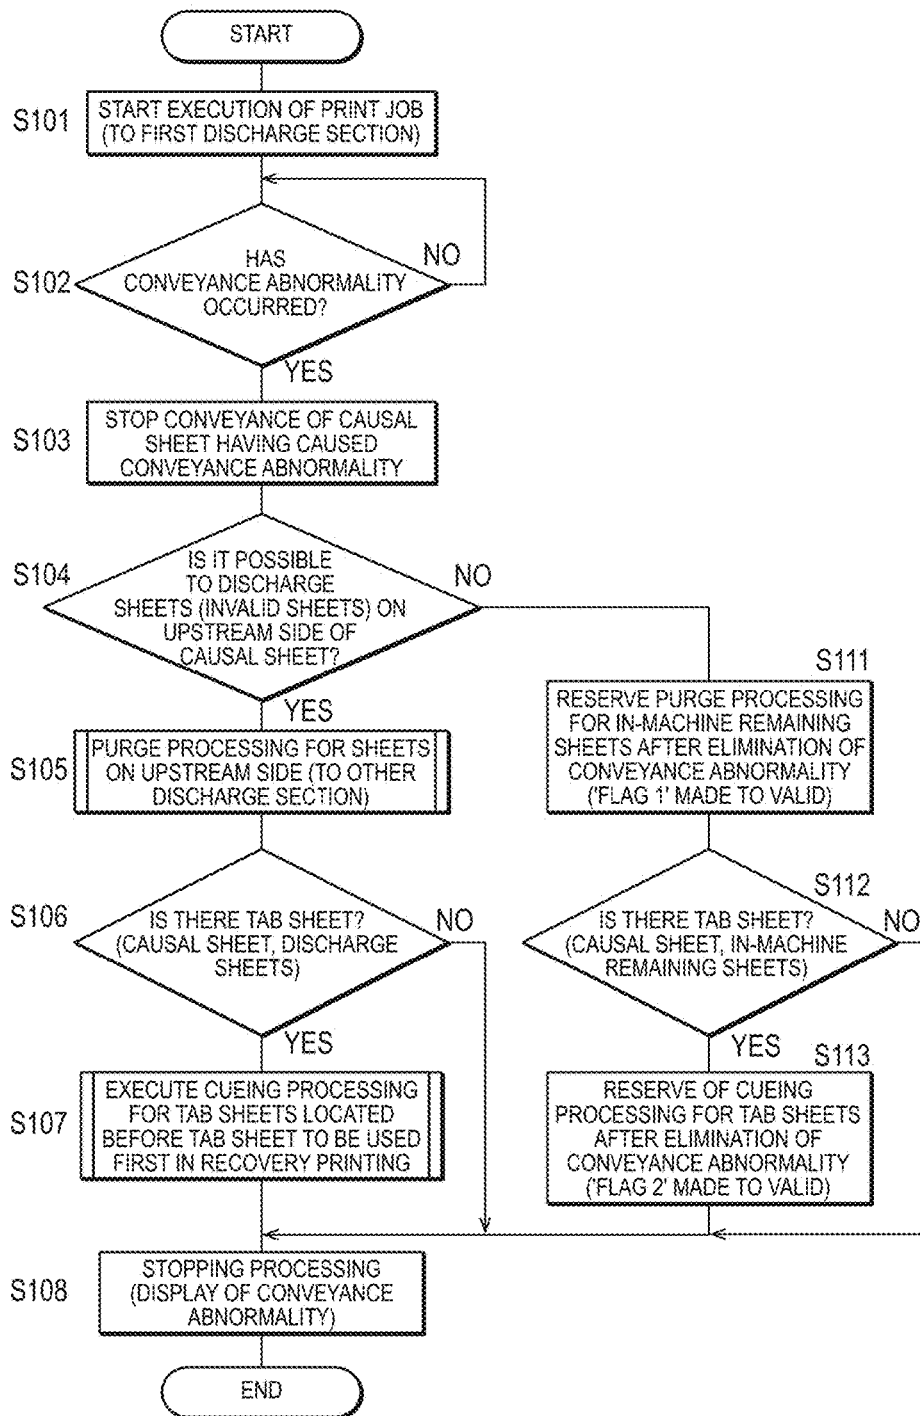 START
S101
START EXECUTION OF PRINT JOB
(TO FIRST DISCHARGE SECTION)
S102
HAS
CONVEYANCE ABNORMALITY
OCCURRED?
NO
YES
S103
STOP CONVEYANCE OF CAUSAL
SHEET HAVING CAUSED
CONVEYANCE ABNORMALITY
S104
IS IT POSSIBLE
TO DISCHARGE
SHEETS (INVALID SHEETS) ON
UPSTREAM SIDE OF
CAUSAL SHEET?
NO
YES
S105
PURGE PROCESSING FOR SHEETS
ON UPSTREAM SIDE (TO OTHER
DISCHARGE SECTION)
S106
IS THERE TAB SHEET?
(CAUSAL SHEET, DISCHARGE
SHEETS)
NO
YES
S107
EXECUTE CUEING PROCESSING
FOR TAB SHEETS LOCATED
BEFORE TAB SHEET TO BE USED
FIRST IN RECOVERY PRINTING
S111
RESERVE PURGE PROCESSING
FOR IN-MACHINE REMAINING
SHEETS AFTER ELIMINATION OF
CONVEYANCE ABNORMALITY
('FLAG 1' MADE TO VALID)
S112
IS THERE TAB SHEET?
(CAUSAL SHEET, IN-MACHINE
REMAINING SHEETS)
NO
YES
S113
RESERVE OF CUEING
PROCESSING FOR TAB SHEETS
AFTER ELIMINATION OF
CONVEYANCE ABNORMALITY
('FLAG 2' MADE TO VALID)
S108
STOPPING PROCESSING
(DISPLAY OF CONVEYANCE
ABNORMALITY)
END